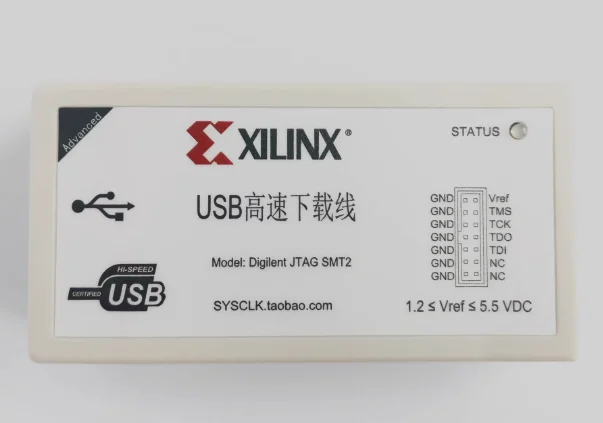 Advanced
XILINX®
STATUS
USB高速下载线
GND Vref
GND TMS
GND TCK
GND TDO
GND TDI
GND NC
GND NC
HI-SPEED
CERTIFIED USB
Model: Digilent JTAG SMT2
SYSCLK.taobao.com
1.2 ≤ Vref ≤ 5.5 VDC